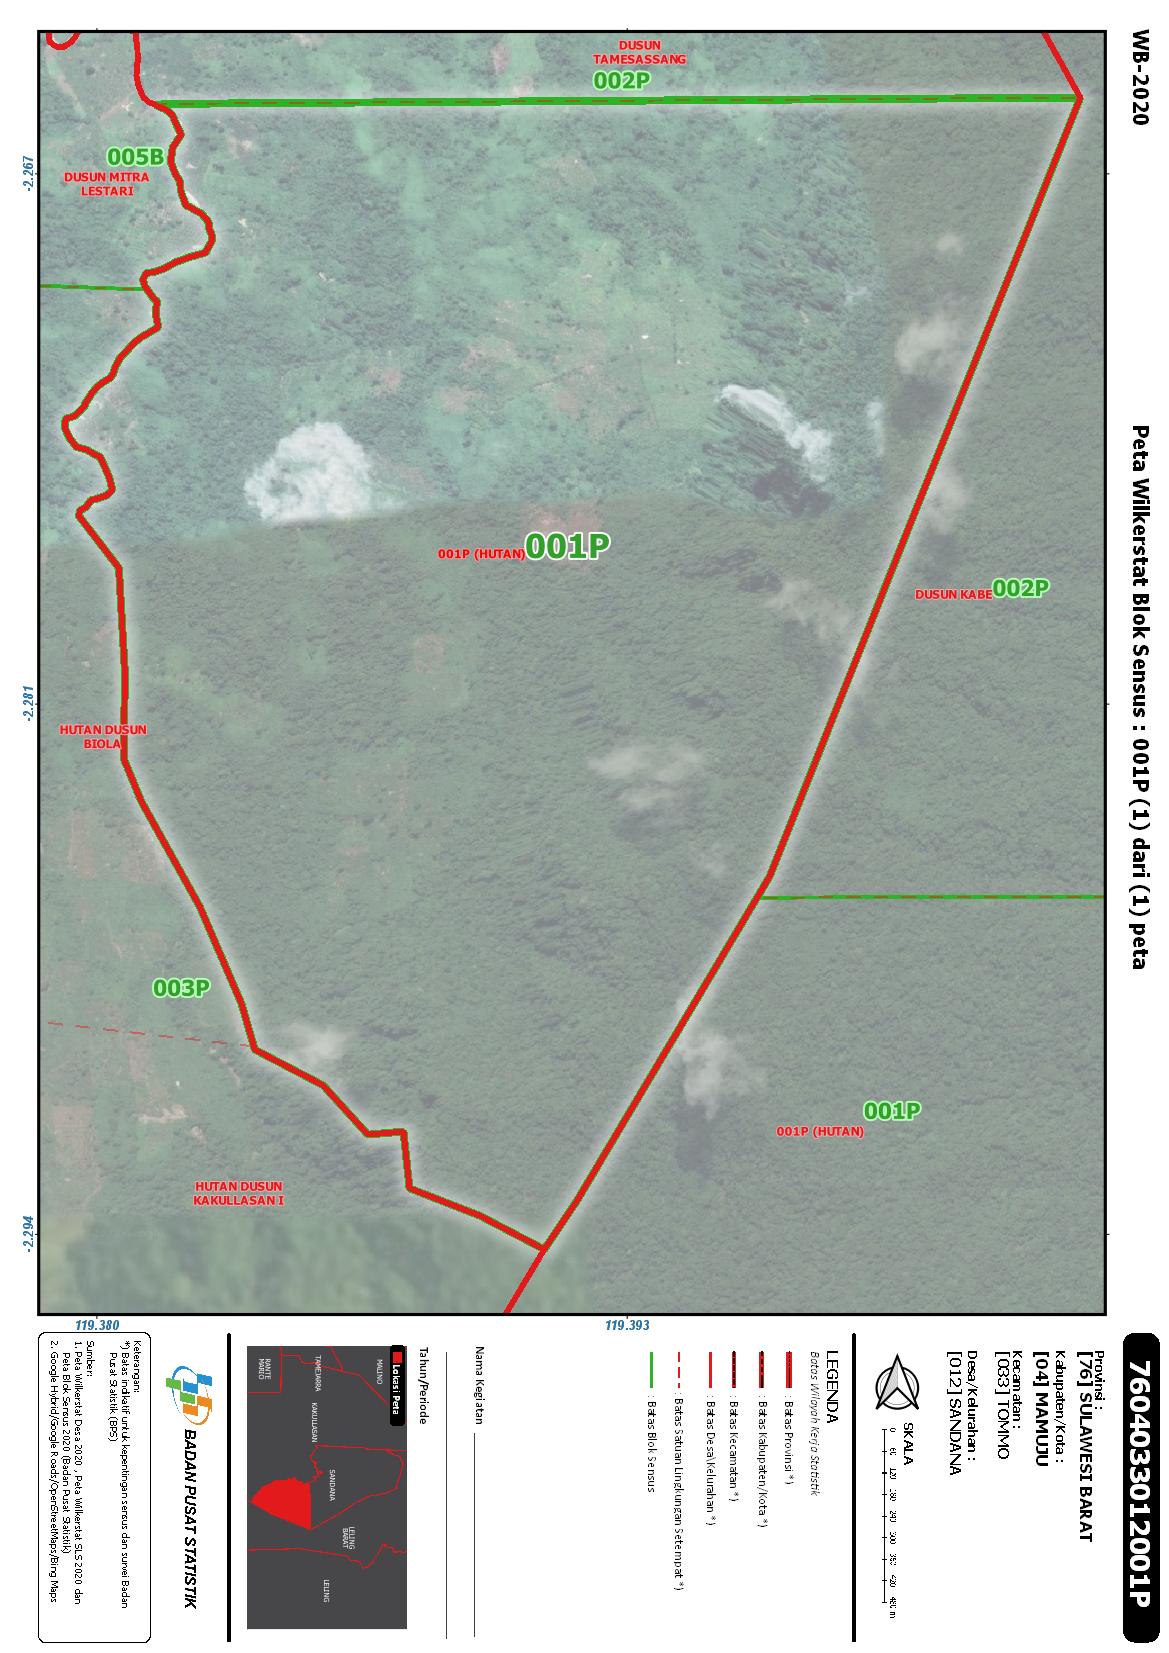 WB-2020
Peta Wilkerstat Blok Sensus : 001P (1) dari (1) peta
DUSUN
TAMESASSANG
002P
005B
DUSUN MITRA
LESTARI
-2.267
001P (HUTAN)
001P
DUSUN KABE
002P
-2.281
HUTAN DUSUN
BIOLA
003P
001P
001P (HUTAN)
HUTAN DUSUN
KAKULLASAN I
-2.294
119.380
119.393
7604033012001P
Provinsi :
[76] SULAWESI BARAT
Kabupaten/Kota :
[04] MAMUJU
Kecamatan :
[033] TOMMO
Desa/Kelurahan :
[012] SANDANA
SKALA
0 60 120 180 240 300 360 420 480 m
LEGENDA
Batas Wilayah Kerja Statistik
: Batas Provinsi *)
: Batas Kabupaten/Kota *)
: Batas Kecamatan *)
: Batas Desa\Kelurahan *)
: Batas Satuan Lingkungan Setempat *)
: Batas Blok Sensus
Nama Kegiatan
Tahun/Periode
Lokasi Peta
MALINO
TAMEJARRA
RANTE
MARIO
KAKULLASAN
SANDANA
LELING
BARAT
LELING
BADAN PUSAT STATISTIK
Keterangan:
*) Batas indikatif untuk kepentingan sensus dan survei Badan
Pusat Statistik (BPS)
Sumber:
1. Peta Wilkerstat Desa 2020 , Peta Wilkerstat SLS 2020 dan
Peta Blok Sensus 2020 (Badan Pusat Statistik)
2. Google Hybrid/Google Roads/OpenStreetMaps/Bing Maps